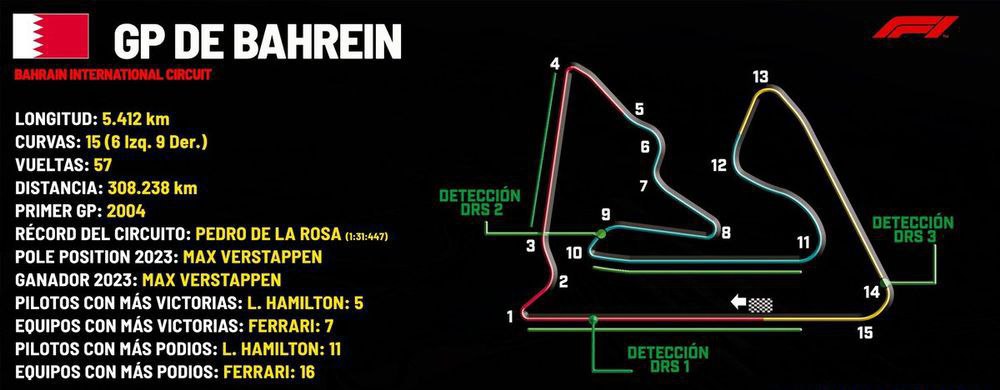 GP DE BAHREIN
BAHRAIN INTERNATIONAL CIRCUIT
F1
LONGITUD: 5.412 km
CURVAS: 15 (6 Izq. 9 Der.)
VUELTAS: 57
DISTANCIA: 308.238 km
PRIMER GP: 2004
RÉCORD DEL CIRCUITO: PEDRO DE LA ROSA (1:31:447)
POLE POSITION 2023: MAX VERSTAPPEN
GANADOR 2023: MAX VERSTAPPEN
PILOTOS CON MÁS VICTORIAS: L. HAMILTON: 5
EQUIPOS CON MÁS VICTORIAS: FERRARI: 7
PILOTOS CON MÁS PODIOS: L. HAMILTON: 11
EQUIPOS CON MÁS PODIOS: FERRARI: 16
1
2
3
4
5
6
7
8
9
10
11
12
13
14
15
DETECCIÓN
DRS 2
DETECCIÓN
DRS 3
DETECCIÓN
DRS 1